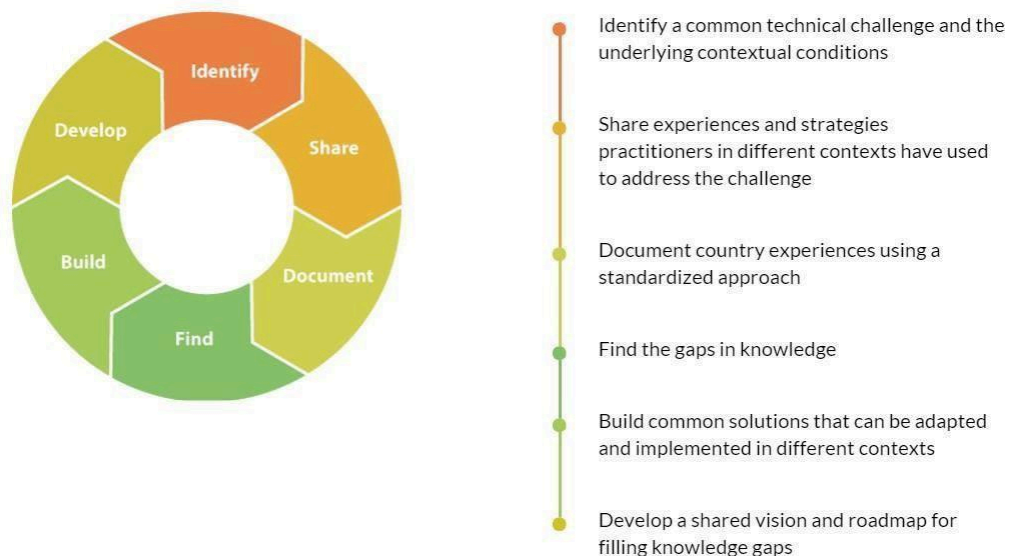 Identify
Share
Document
Find
Build
Develop
Identify a common technical challenge and the
underlying contextual conditions
Share experiences and strategies
practitioners in different contexts have used
to address the challenge
Document country experiences using a
standardized approach
Find the gaps in knowledge
Build common solutions that can be adapted
and implemented in different contexts
Develop a shared vision and roadmap for
filling knowledge gaps